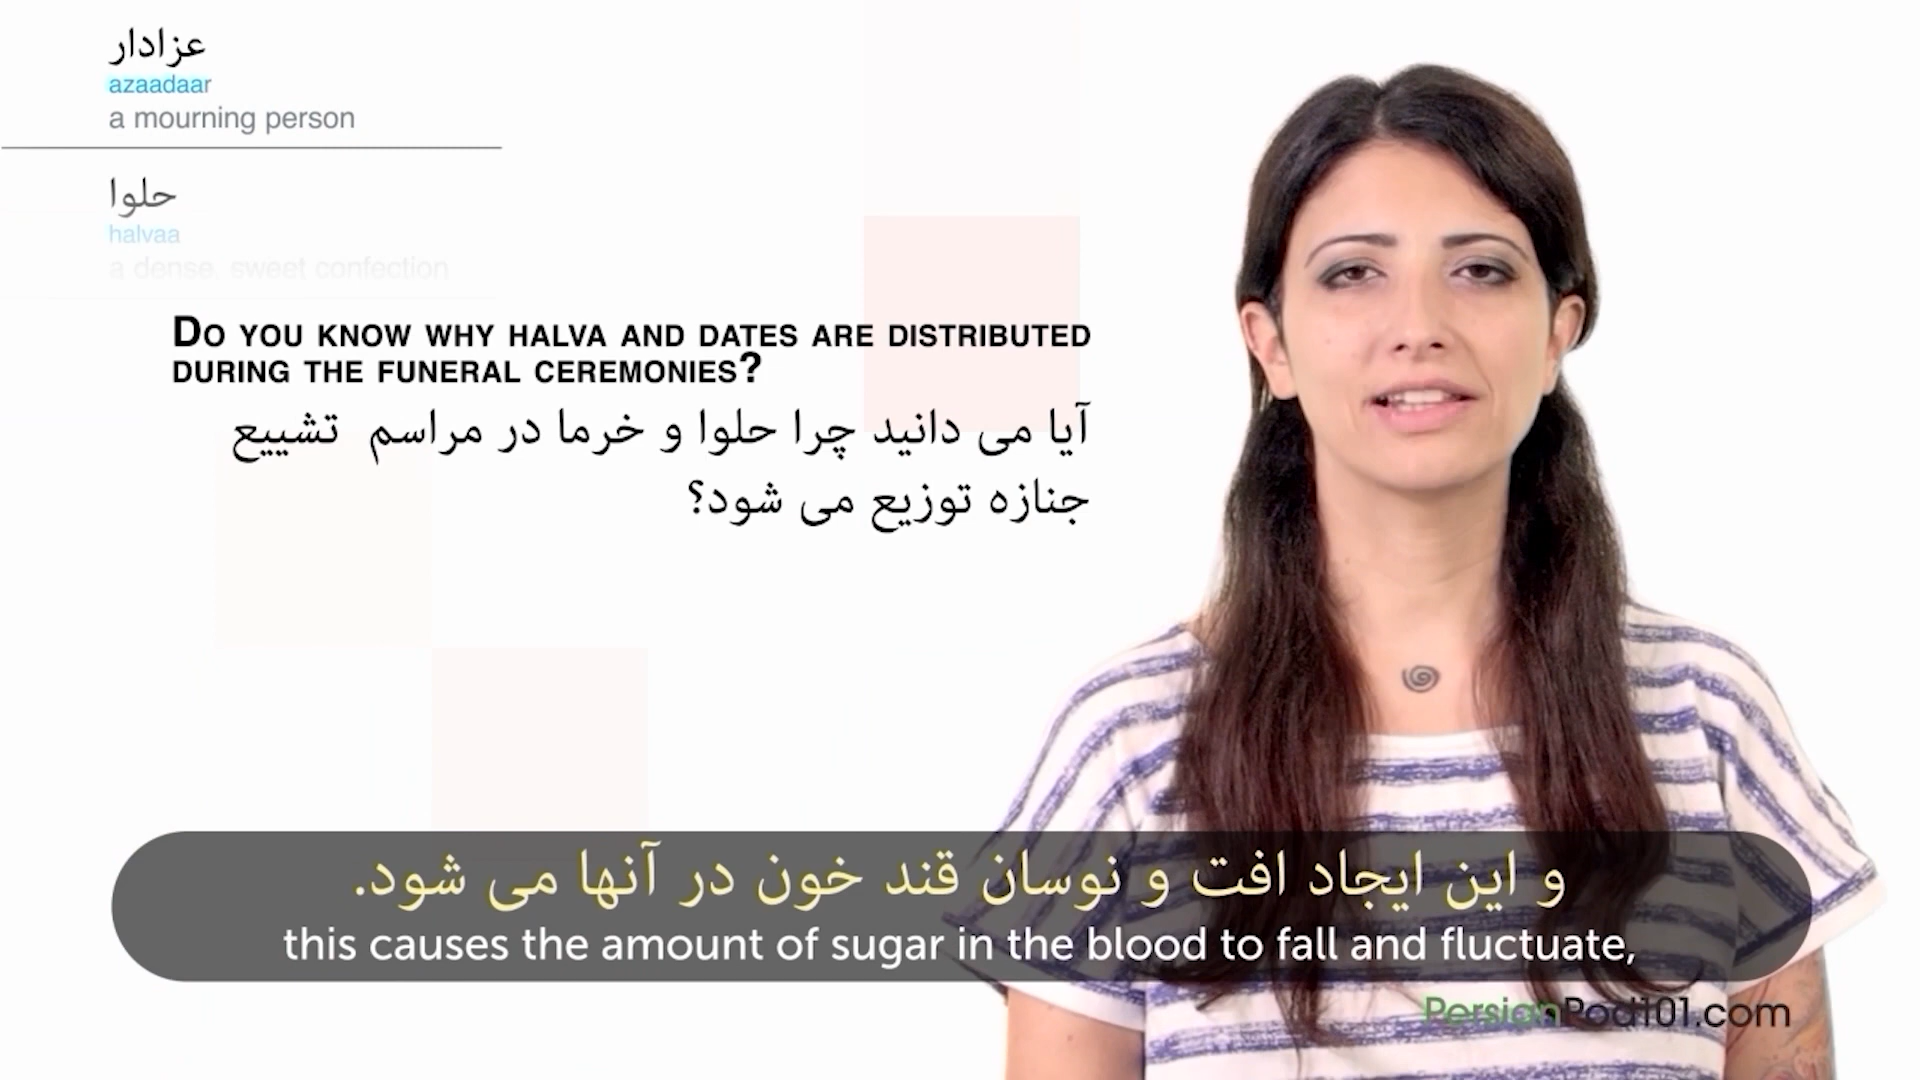 عزادار
azaadaar
a mourning person
حلوا
halvaa
a dense, sweet confection
DO YOU KNOW WHY HALVA AND DATES ARE DISTRIBUTED
DURING THE FUNERAL CEREMONIES?
آیا می دانید چرا حلوا و خرما در مراسم تشییع
جنازه توزیع می شود؟
و این ایجاد افت و نوسان قند خون در آنها می شود.
this causes the amount of sugar in the blood to fall and fluctuate,
PersianPod101.com